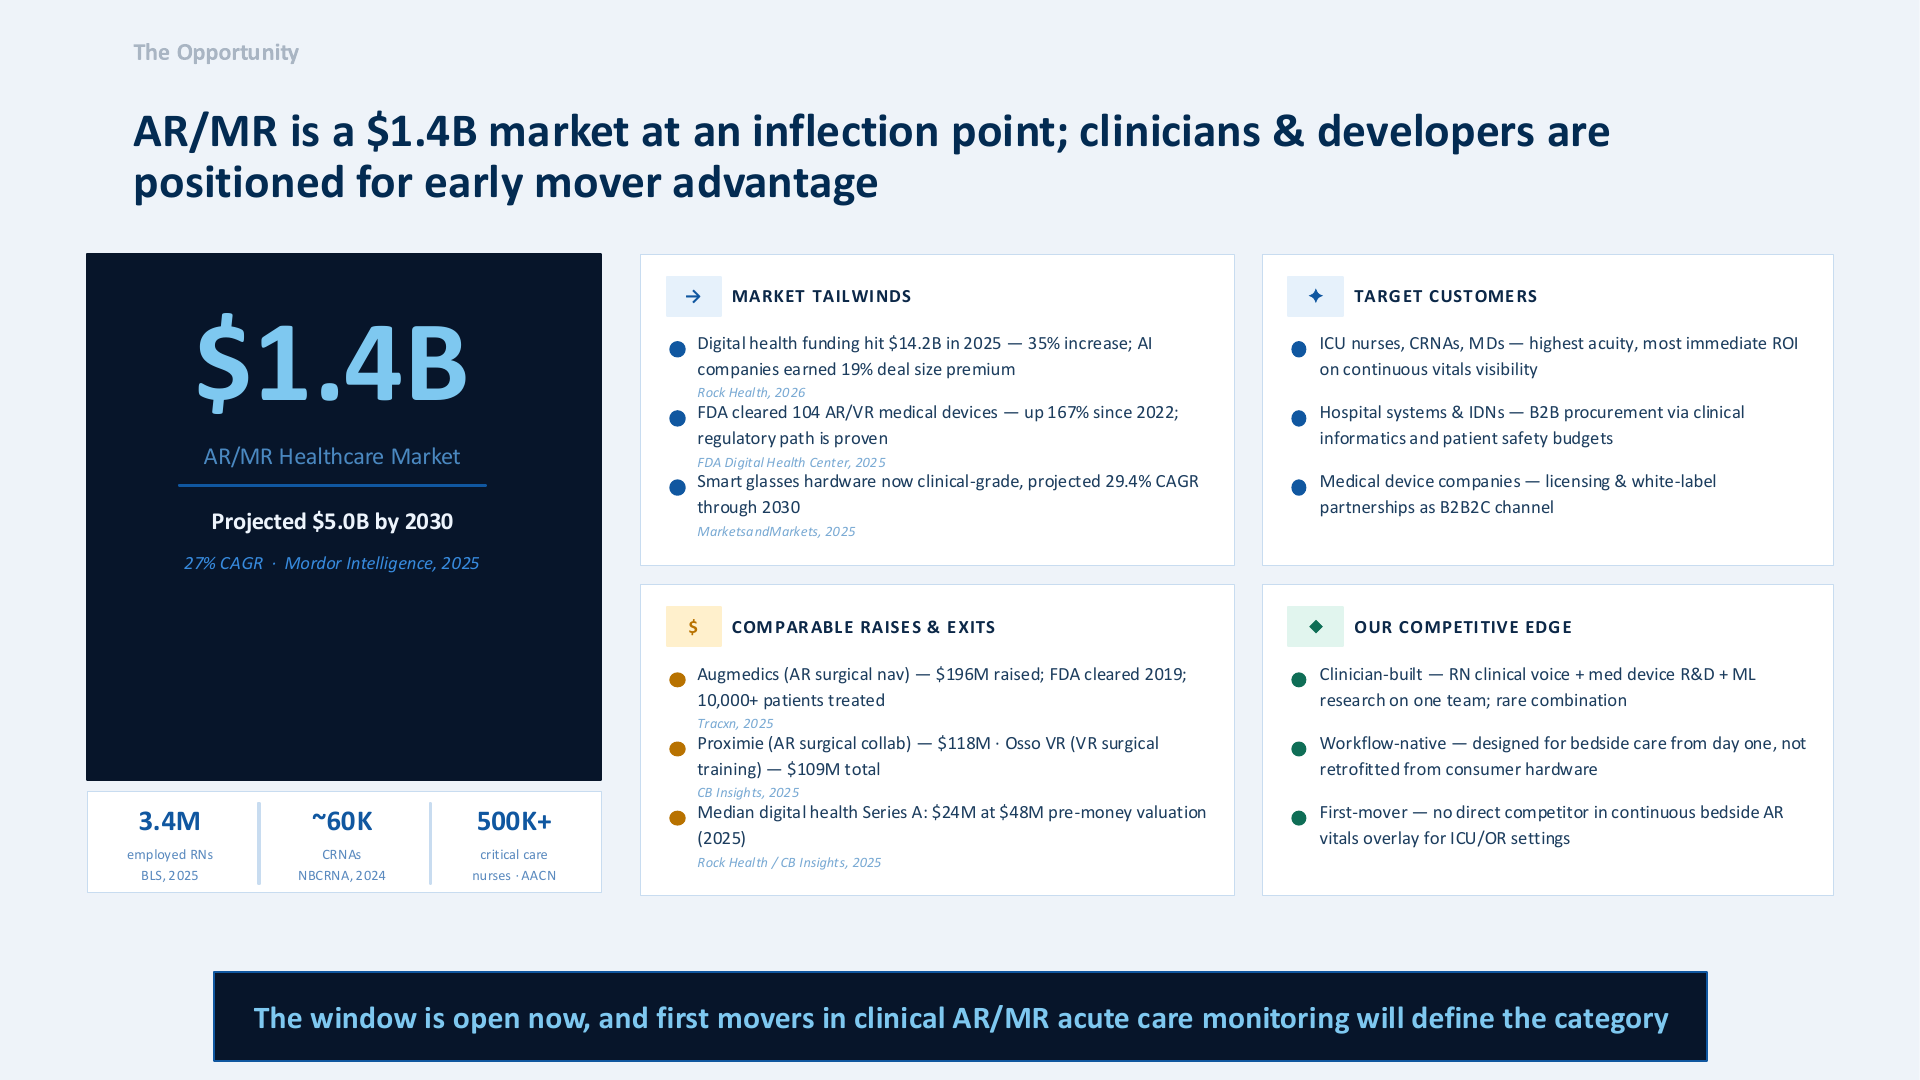 The Opportunity
AR/MR is a $1.4B market at an inflection point; clinicians & developers are
positioned for early mover advantage
$1.4B
AR/MR Healthcare Market
Projected $5.0B by 2030
27% CAGR · Mordor Intelligence, 2025
3.4M
employed RNs
BLS, 2025
~60K
CRNAs
NBCRNA, 2024
500K+
critical care
nurses · AACN
→ MARKET TAILWINDS
Digital health funding hit $14.2B in 2025 — 35% increase; AI
companies earned 19% deal size premium
Rock Health, 2026
FDA cleared 104 AR/VR medical devices — up 167% since 2022;
regulatory path is proven
FDA Digital Health Center, 2025
Smart glasses hardware now clinical-grade, projected 29.4% CAGR
through 2030
MarketsandMarkets, 2025
✦ TARGET CUSTOMERS
ICU nurses, CRNAs, MDs — highest acuity, most immediate ROI
on continuous vitals visibility
Hospital systems & IDNs — B2B procurement via clinical
informatics and patient safety budgets
Medical device companies — licensing & white-label
partnerships as B2B2C channel
$ COMPARABLE RAISES & EXITS
Augmedics (AR surgical nav) — $196M raised; FDA cleared 2019;
10,000+ patients treated
Tracxn, 2025
Proximie (AR surgical collab) — $118M · Osso VR (VR surgical
training) — $109M total
CB Insights, 2025
Median digital health Series A: $24M at $48M pre-money valuation
(2025)
Rock Health / CB Insights, 2025
◆ OUR COMPETITIVE EDGE
Clinician-built — RN clinical voice + med device R&D + ML
research on one team; rare combination
Workflow-native — designed for bedside care from day one, not
retrofitted from consumer hardware
First-mover — no direct competitor in continuous bedside AR
vitals overlay for ICU/OR settings
The window is open now, and first movers in clinical AR/MR acute care monitoring will define the category